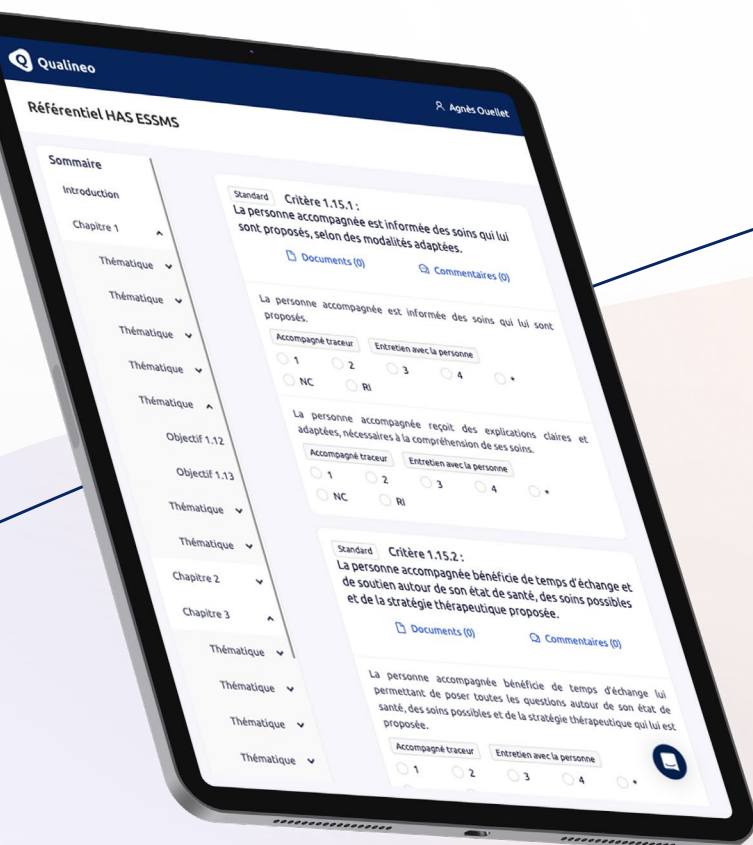 Qualineo
Agnès Ouellet
Référentiel HAS ESSMS
Sommaire
Introduction
Chapitre 1
Thématique
Thématique
Thématique
Thématique
Thématique
Objectif 1.12
Objectif 1.13
Thématique
Thématique
Chapitre 2
Chapitre 3
Thématique
Thématique
Thématique
Thématique
Standard Critère 1.15.1 :
La personne accompagnée est informée des soins qui lui
sont proposés, selon des modalités adaptées.
Documents (0) Commentaires (0)
La personne accompagnée est informée des soins qui lui sont
proposés.
Accompagné traceur Entretien avec la personne
1 2 3 4 *
NC RI
La personne accompagnée reçoit des explications claires et
adaptées, nécessaires à la compréhension de ses soins.
Accompagné traceur Entretien avec la personne
1 2 3 4 *
NC RI
Standard Critère 1.15.2 :
La personne accompagnée bénéficie de temps d'échange et
de soutien autour de son état de santé, des soins possibles
et de la stratégie thérapeutique proposée.
Documents (0) Commentaires (0)
La personne accompagnée bénéficie de temps d'échange lui
permettant de poser toutes les questions autour de son état de
santé, des soins possibles et de la stratégie thérapeutique qui lui est
proposée.
Accompagné traceur Entretien avec la personne
1 2 3 4 *